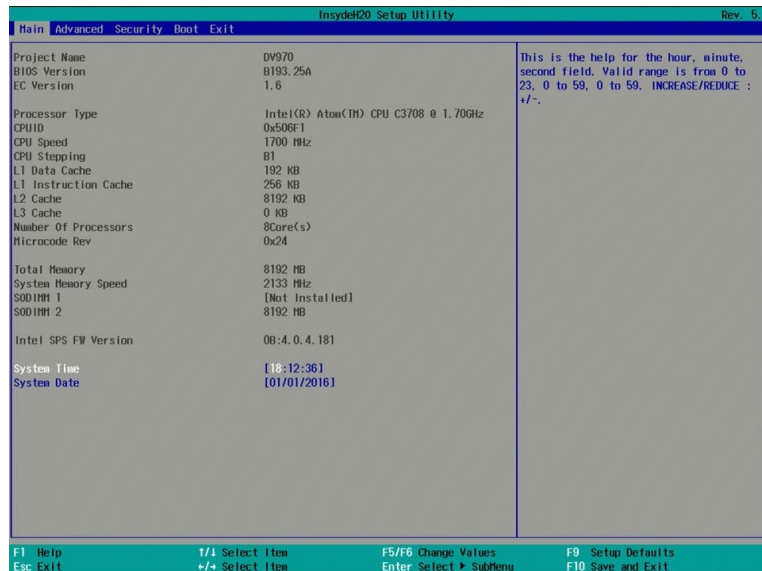 InsydeH20 Setup Utility Rev. 5.
Main Advanced Security Boot Exit
Project Name DV970
BIOS Version B193.25A
EC Version 1.6
Processor Type Intel(R) Atom(TM) CPU C3708 @ 1.70GHz
CPUID 0x506F1
CPU Speed 1700 MHz
CPU Stepping B1
L1 Data Cache 192 KB
L1 Instruction Cache 256 KB
L2 Cache 8192 KB
L3 Cache 0 KB
Number Of Processors 8Core(s)
Microcode Rev 0x24
Total Memory 8192 MB
System Memory Speed 2133 MHz
SODIMM 1 [Not Installed]
SODIMM 2 8192 MB
Intel SPS FW Version 0B:4.0.4.181
System Time [18:12:36]
System Date [01/01/2016]
This is the help for the hour, minute,
second field. Valid range is from 0 to
23, 0 to 59, 0 to 59. INCREASE/REDUCE :
+/-.
F1 Help ↑/↓ Select Item F5/F6 Change Values F9 Setup Defaults
Esc Exit ←/→ Select Item Enter Select ▶ SubMenu F10 Save and Exit